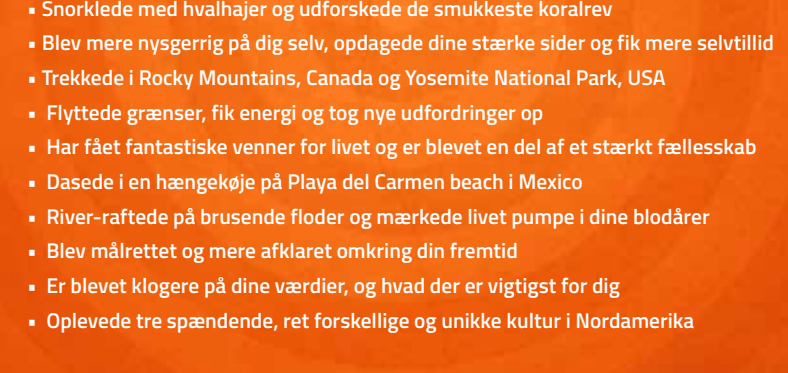 ▪ Snorklede med hvalhajer og udforskede de smukkeste koralrev
▪ Blev mere nysgerrig på dig selv, opdagede dine stærke sider og fik mere selvtillid
▪ Trekkede i Rocky Mountains, Canada og Yosemite National Park, USA
▪ Flyttede grænser, fik energi og tog nye udfordringer op
▪ Har fået fantastiske venner for livet og er blevet en del af et stærkt fællesskab
▪ Dasede i en hængekøje på Playa del Carmen beach i Mexico
▪ River-raftede på brusende floder og mærkede livet pumpe i dine blodårer
▪ Blev målrettet og mere afklaret omkring din fremtid
▪ Er blevet klogere på dine værdier, og hvad der er vigtigst for dig
▪ Oplevede tre spændende, ret forskellige og unikke kultur i Nordamerika